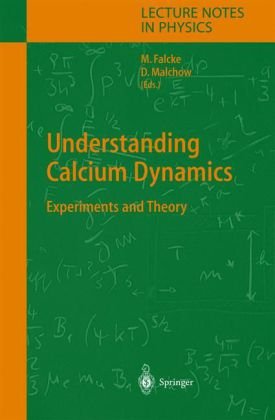 LECTURE NOTES
IN PHYSICS
M. Falcke
D. Malchow
(Eds.)
Understanding
Calcium Dynamics
Experiments and Theory
Springer